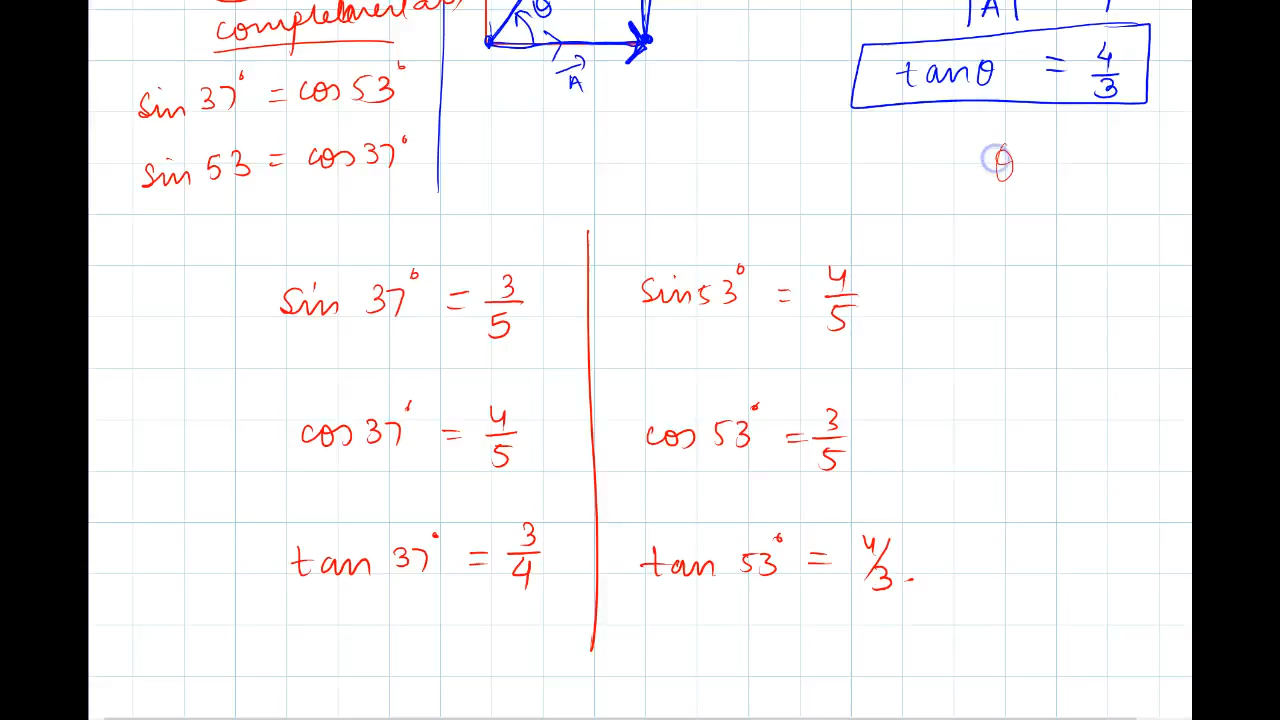 complementary
sin 37° = cos 53°
sin 53 = cos 37°
θ
A⃗
|A|
tanθ = 4/3
θ
sin 37° = 3/5
cos 37° = 4/5
tan 37° = 3/4
sin 53° = 4/5
cos 53° = 3/5
tan 53° = 4/3.